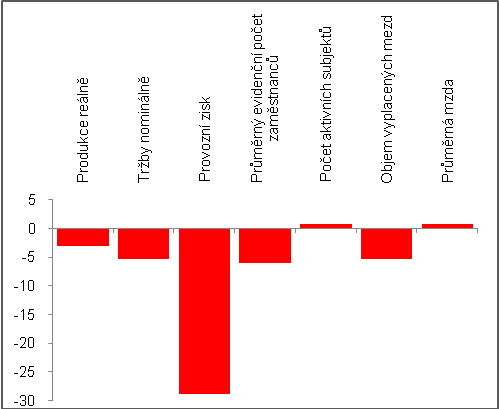 Produkce reálně
Tržby nominálně
Provozní zisk
Průměrný evidenční počet
zaměstnanců
Počet aktivních subjektů
Objem vyplacených mezd
Průměrná mzda
5
0
-5
-10
-15
-20
-25
-30